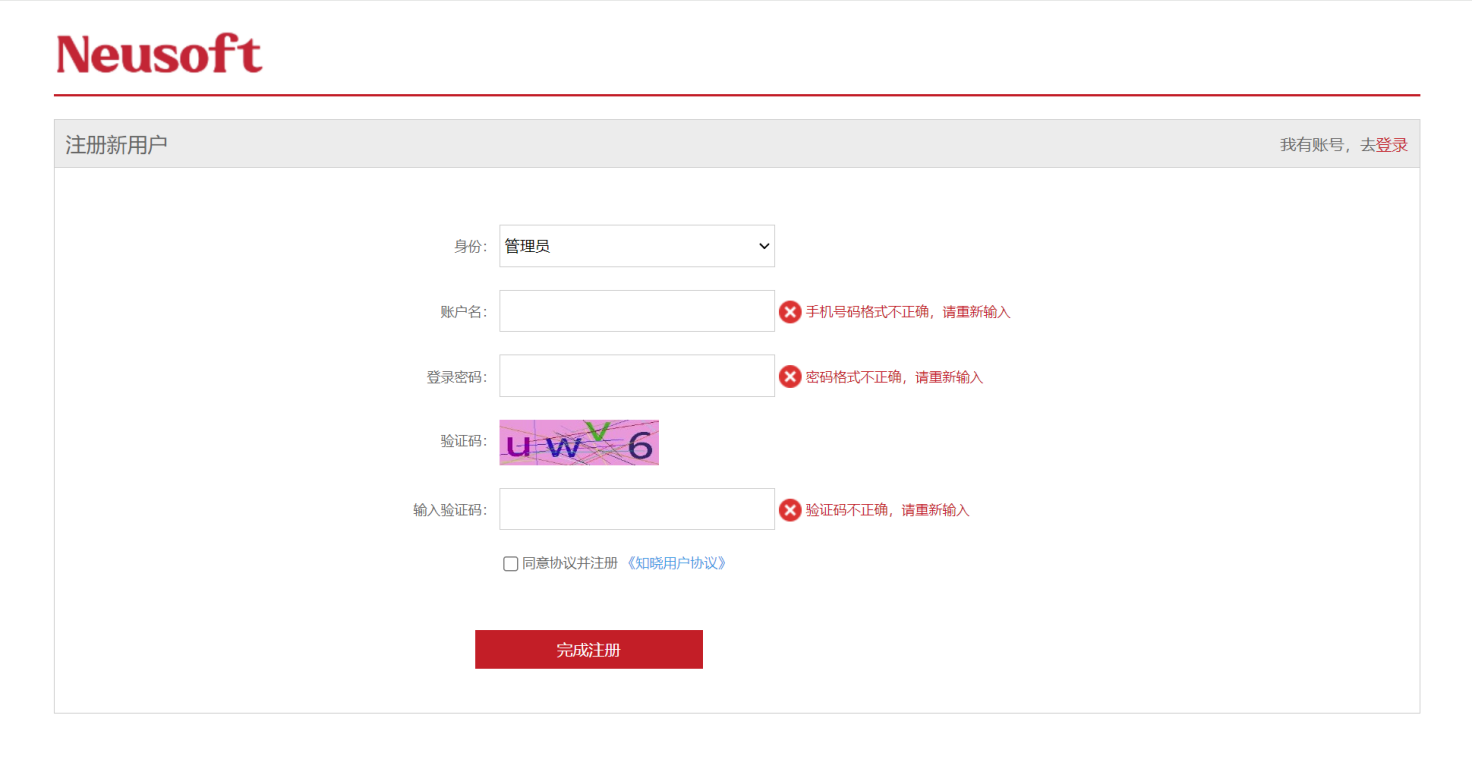 Neusoft
注册新用户
我有账号，去登录
身份：
管理员
账户名：
手机号码格式不正确，请重新输入
登录密码：
密码格式不正确，请重新输入
验证码：
uwv6
输入验证码：
验证码不正确，请重新输入
同意协议并注册 《知晓用户协议》
完成注册